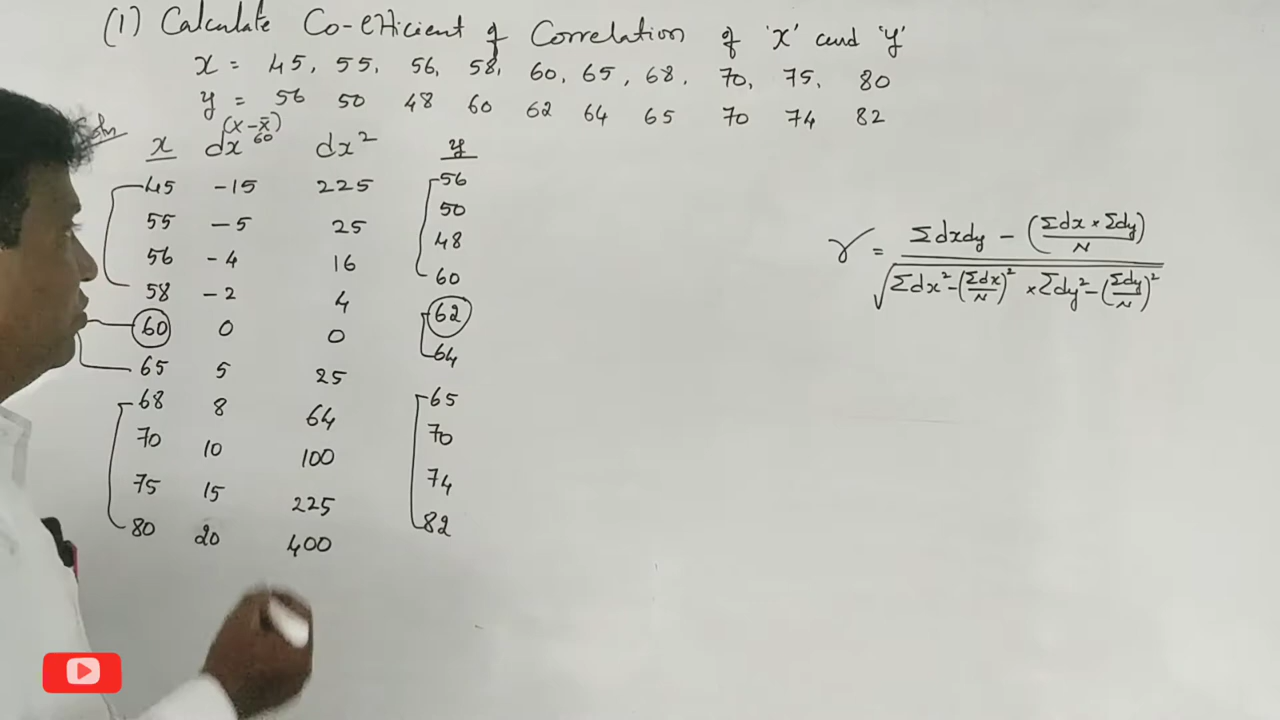 (1) Calculate Co-efficient of Correlation of 'x' and 'y'
x = 45, 55, 56, 58, 60, 65, 68, 70, 75, 80
y = 56 50 48 60 62 64 65 70 74 82
Soln
(x-x̄)
x dx 60 dx² y
45 -15 225 56
55 -5 25 50
56 -4 16 48
58 -2 4 60
60 0 0 62
65 5 25 64
68 8 64 65
70 10 100 70
75 15 225 74
80 20 400 82
r = Σdxdy - (Σdx × Σdy / N) / √(Σdx² - (Σdx/N)² × Σdy² - (Σdy/N)²)